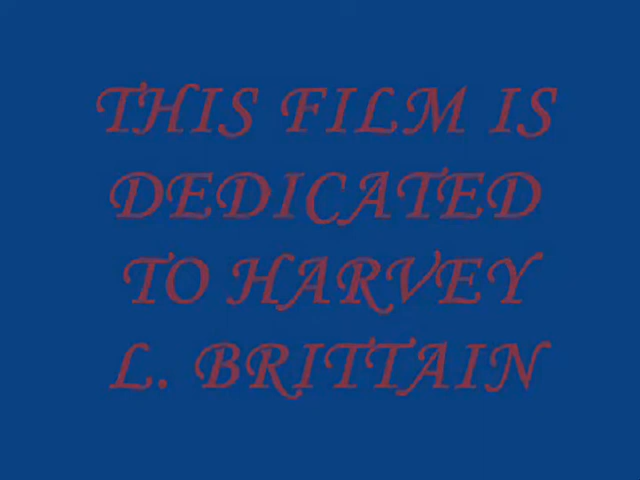 THIS FILM IS
DEDICATED
TO HARVEY
L. BRITTAIN